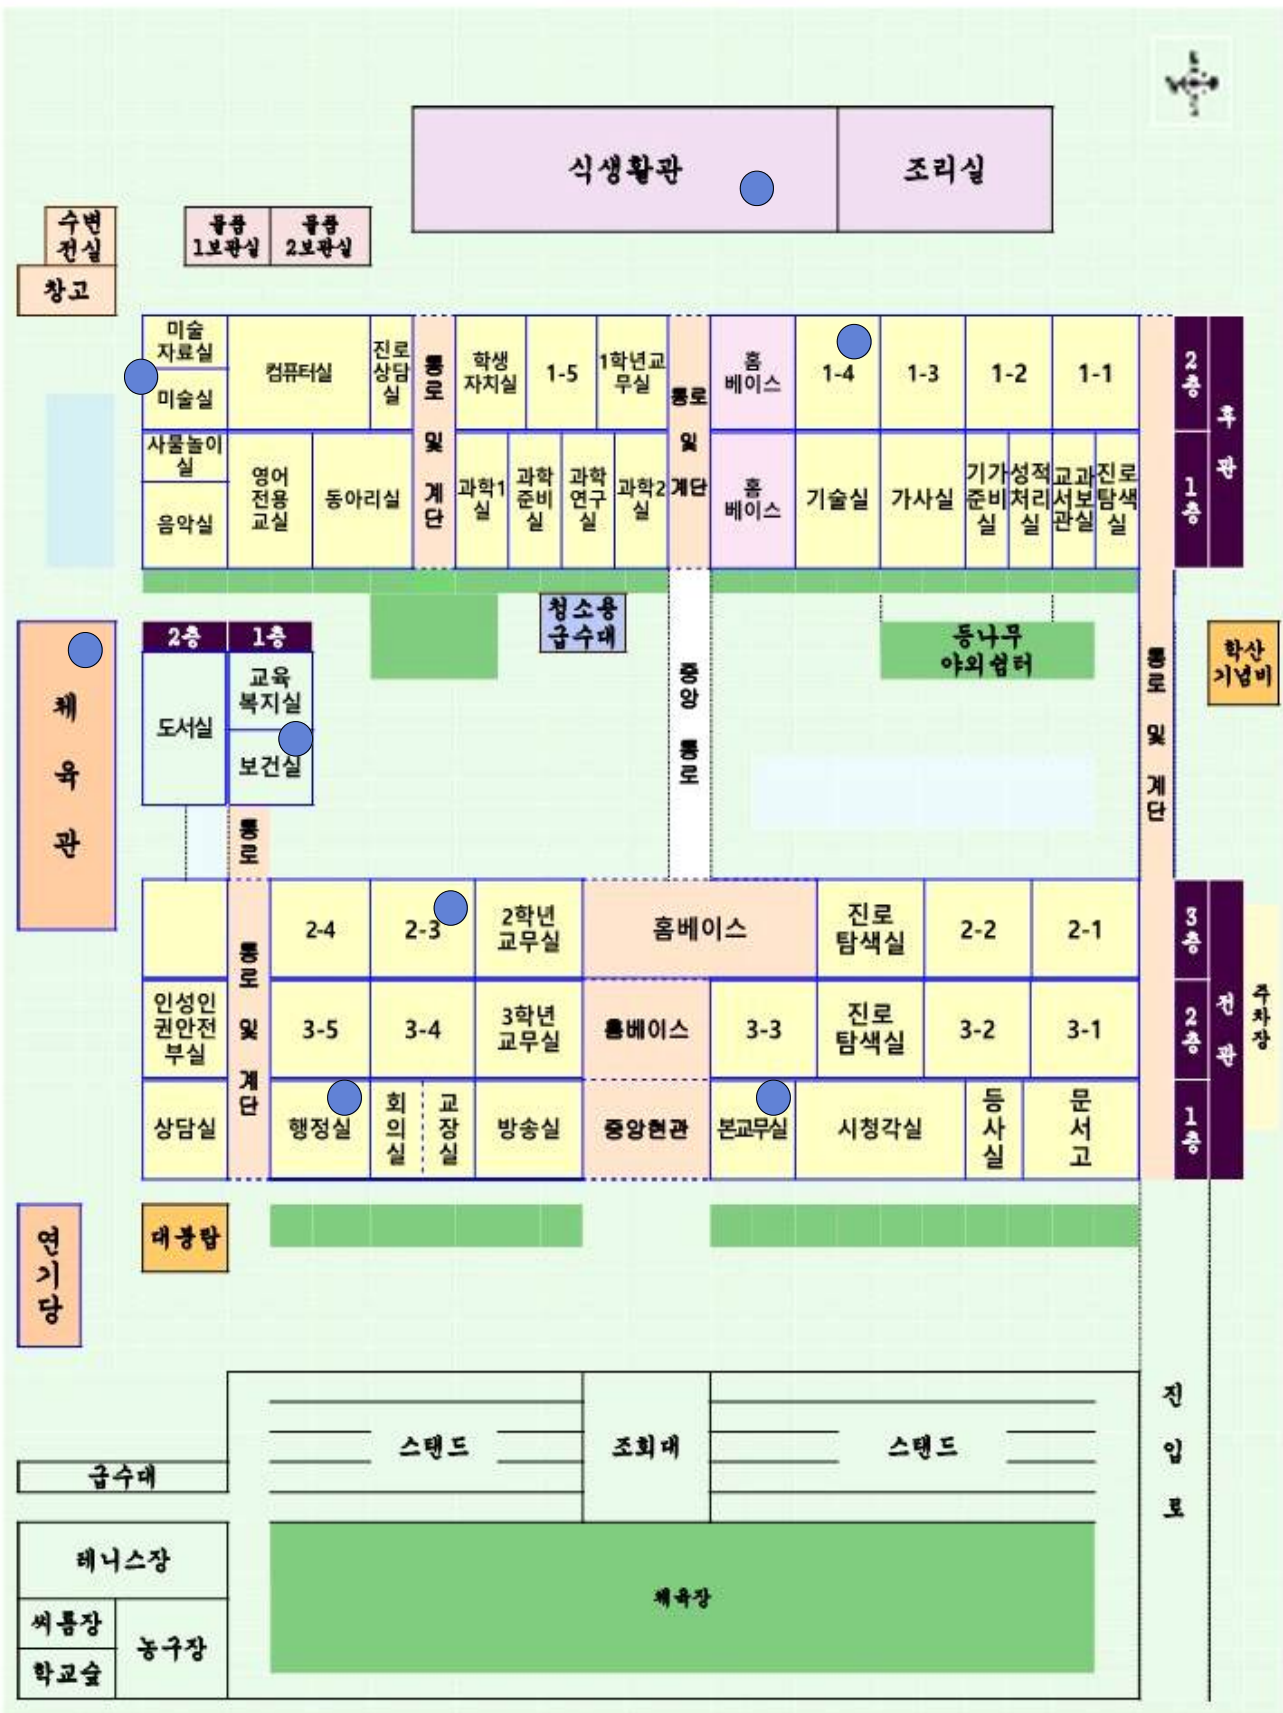 식생활관
조리실
수변
전실
창고
물품
1보관실
물품
2보관실
미술
자료실
미술실
컴퓨터실
진로
상담
실
통로
및
계단
학생
자치실
1-5
1학년교
무실
통로
및
계단
홈
베이스
1-4
1-3
1-2
1-1
2층
후관
사물놀이
실
음악실
영어
전용
교실
동아리실
과학1
실
과학
준비
실
과학
연구
실
과학2
실
홈
베이스
기술실
가사실
기가
준비
실
성적
처리
실
교과
서보
관실
진로
탐색
실
1층
청소용
급수대
중앙 통로
등나무
야외쉼터
통로 및 계단
학산
기념비
체육관
2층
1층
도서실
교육
복지실
보건실
통로
2-4
2-3
2학년
교무실
홈베이스
진로
탐색실
2-2
2-1
3층
전관
주차장
통로 및 계단
인성인
권안전
부실
3-5
3-4
3학년
교무실
홈베이스
3-3
진로
탐색실
3-2
3-1
2층
상담실
행정실
회의실
교장실
방송실
중앙현관
본교무실
시청각실
등사실
문서고
1층
연기당
대붕탑
스탠드
조회대
스탠드
진입로
급수대
테니스장
씨름장
학교숲
농구장
체육장